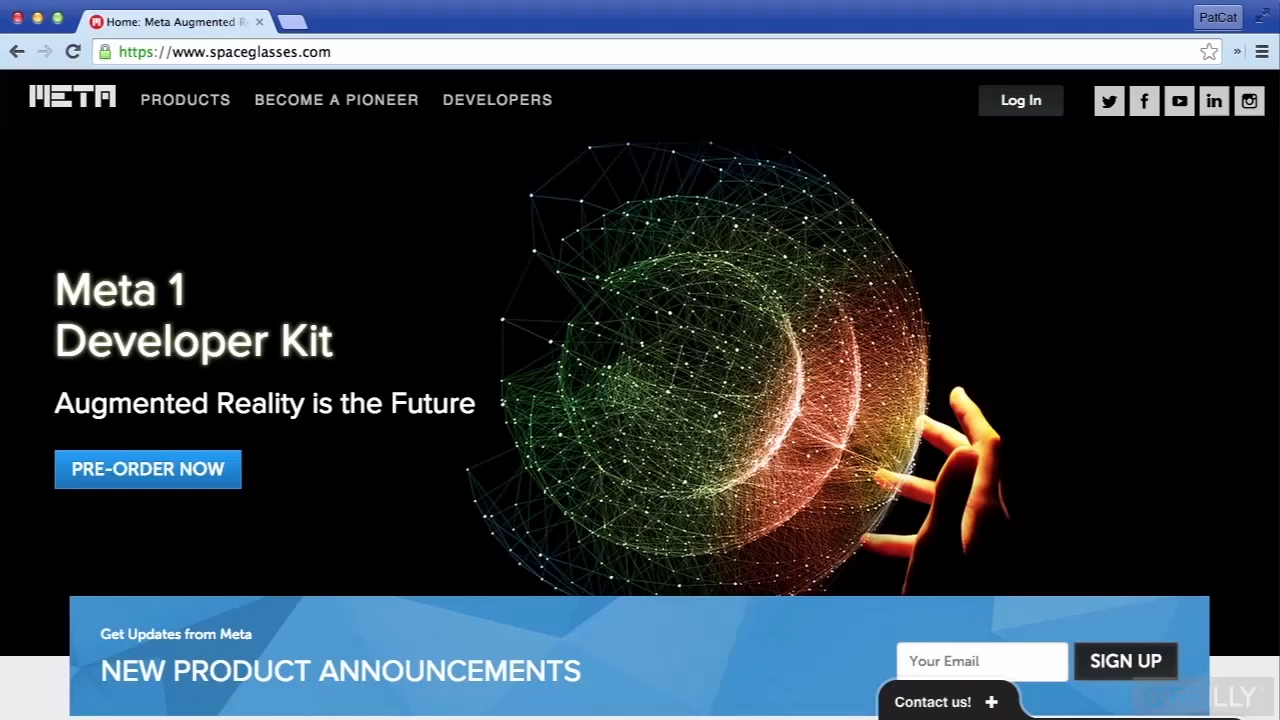 Home: Meta Augmented R
PatCat
https://www.spaceglasses.com
META PRODUCTS BECOME A PIONEER DEVELOPERS Log In
Meta 1
Developer Kit
Augmented Reality is the Future
PRE-ORDER NOW
Get Updates from Meta
NEW PRODUCT ANNOUNCEMENTS
Your Email SIGN UP
Contact us! +